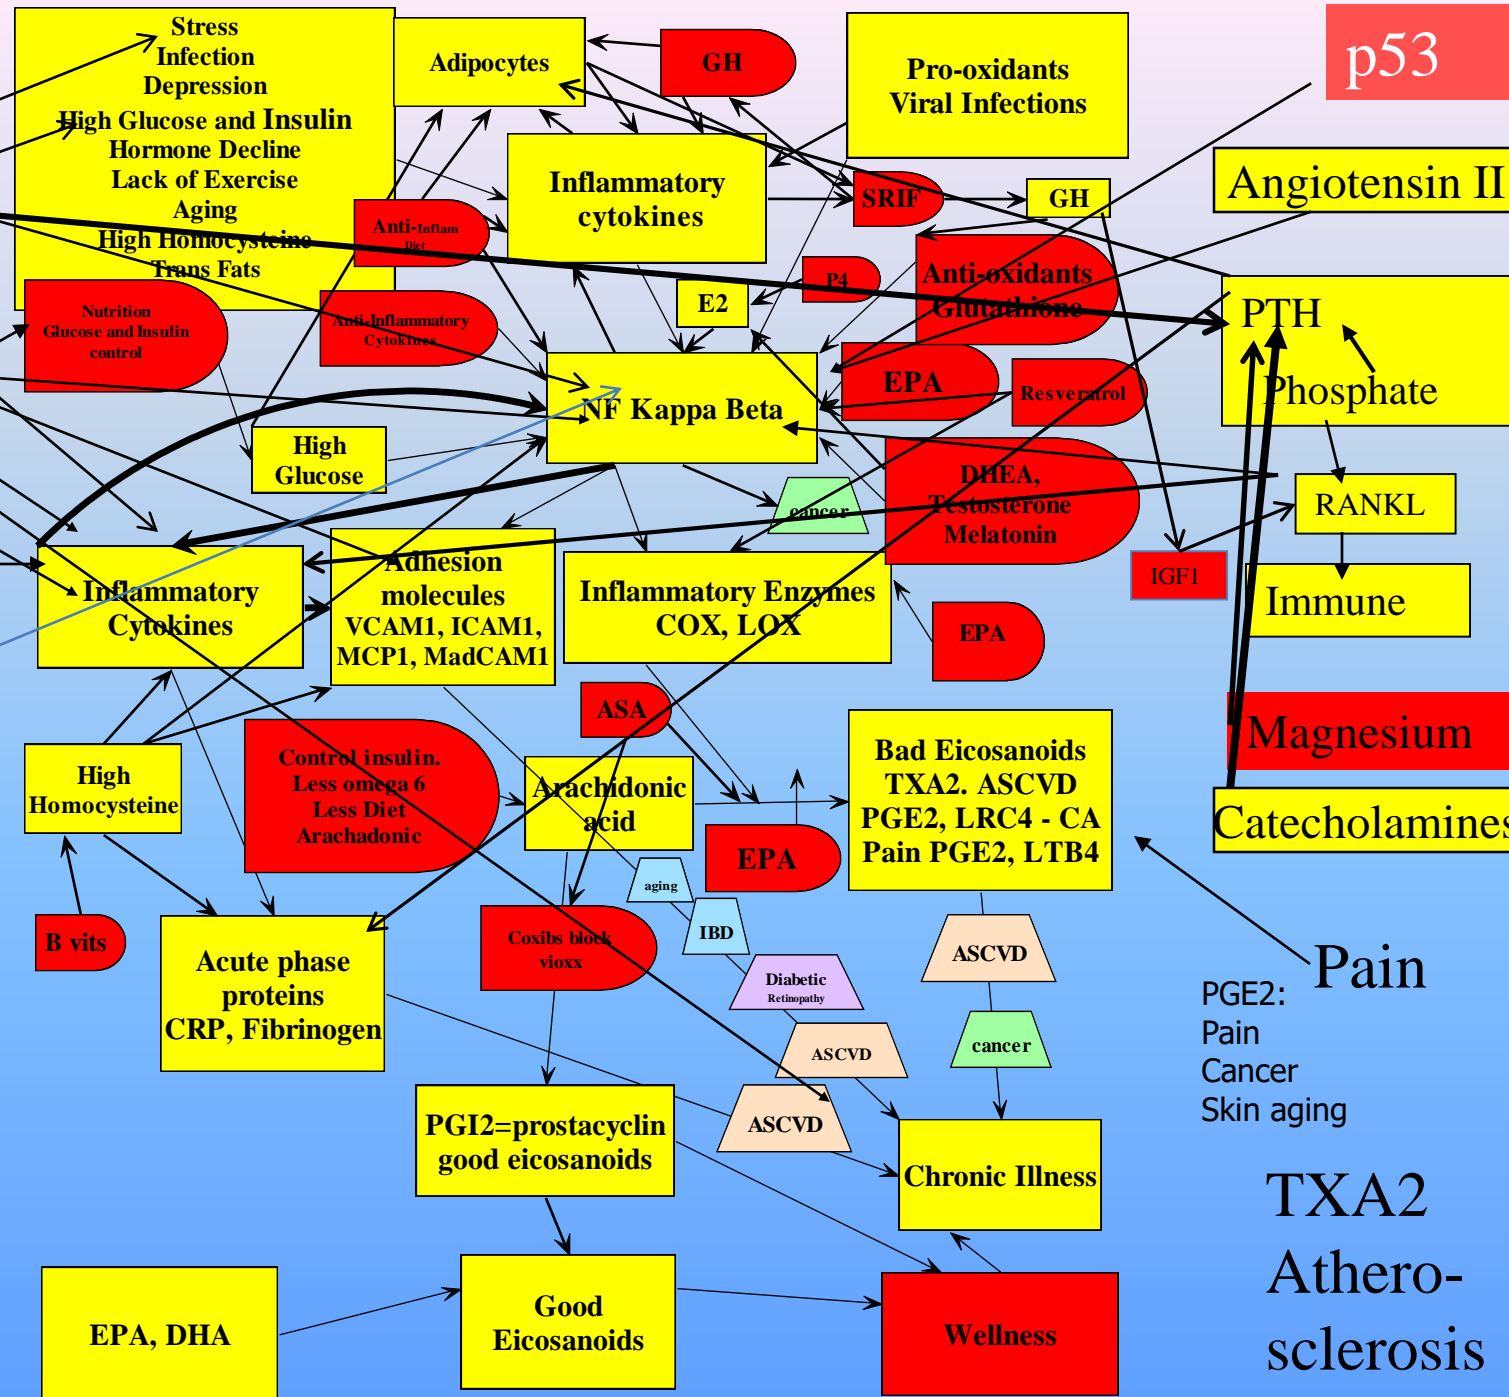 Stress
Infection
Depression
High Glucose and Insulin
Hormone Decline
Lack of Exercise
Aging
High Homocysteine
Trans Fats
Adipocytes
GH
Pro-oxidants
Viral Infections
p53
Inflammatory
cytokines
SRIF
GH
Angiotensin II
Anti-Inflam
Diet
Nutrition
Glucose and Insulin
control
Anti-Inflammatory
Cytokines
E2
P4
Anti-oxidants
Glutathione
PTH
Phosphate
NF Kappa Beta
EPA
Resveratrol
High
Glucose
cancer
DHEA,
Testosterone
Melatonin
RANKL
IGF1
Immune
Inflammatory
Cytokines
Adhesion
molecules
VCAM1, ICAM1,
MCP1, MadCAM1
Inflammatory Enzymes
COX, LOX
EPA
ASA
Magnesium
High
Homocysteine
Control insulin.
Less omega 6
Less Diet
Arachadonic
Arachidonic
acid
Bad Eicosanoids
TXA2. ASCVD
PGE2, LRC4 - CA
Pain PGE2, LTB4
Catecholamines
EPA
aging
IBD
B vits
Acute phase
proteins
CRP, Fibrinogen
Coxibs block
vioxx
Diabetic
Retinopathy
ASCVD
ASCVD
cancer
Pain
PGE2:
Pain
Cancer
Skin aging
PGI2=prostacyclin
good eicosanoids
ASCVD
Chronic Illness
TXA2
Athero-
sclerosis
EPA, DHA
Good
Eicosanoids
Wellness